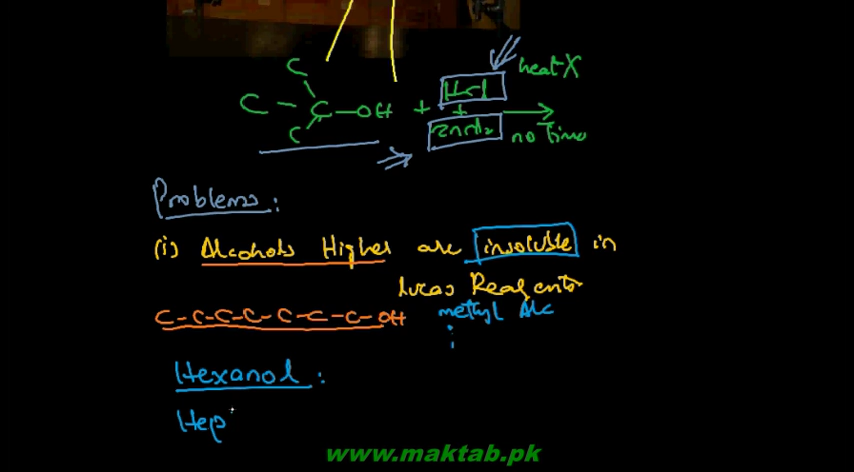 C
C - C - OH + HCl heat X
C + ZnCl₂ no Time
Problems:
(i) Alcohols Higher are insoluble in
Lucas Reagents
C-C-C-C-C-C-C-OH methyl Alc
Hexanol:
Hep
www.maktab.pk